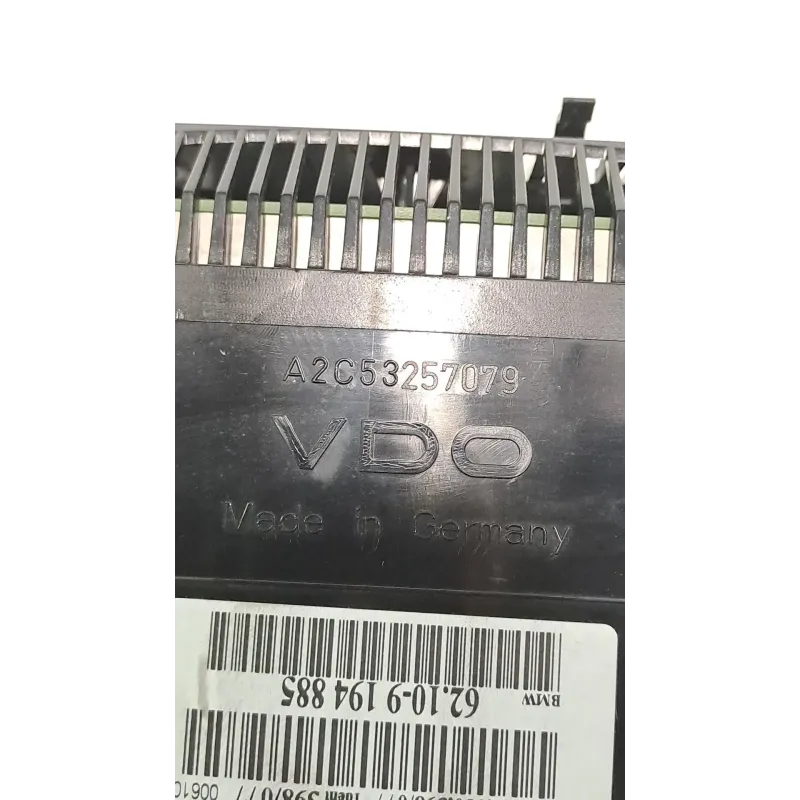 A2C53257079
VDO
Made in Germany
BMW
62.10-9 194 885